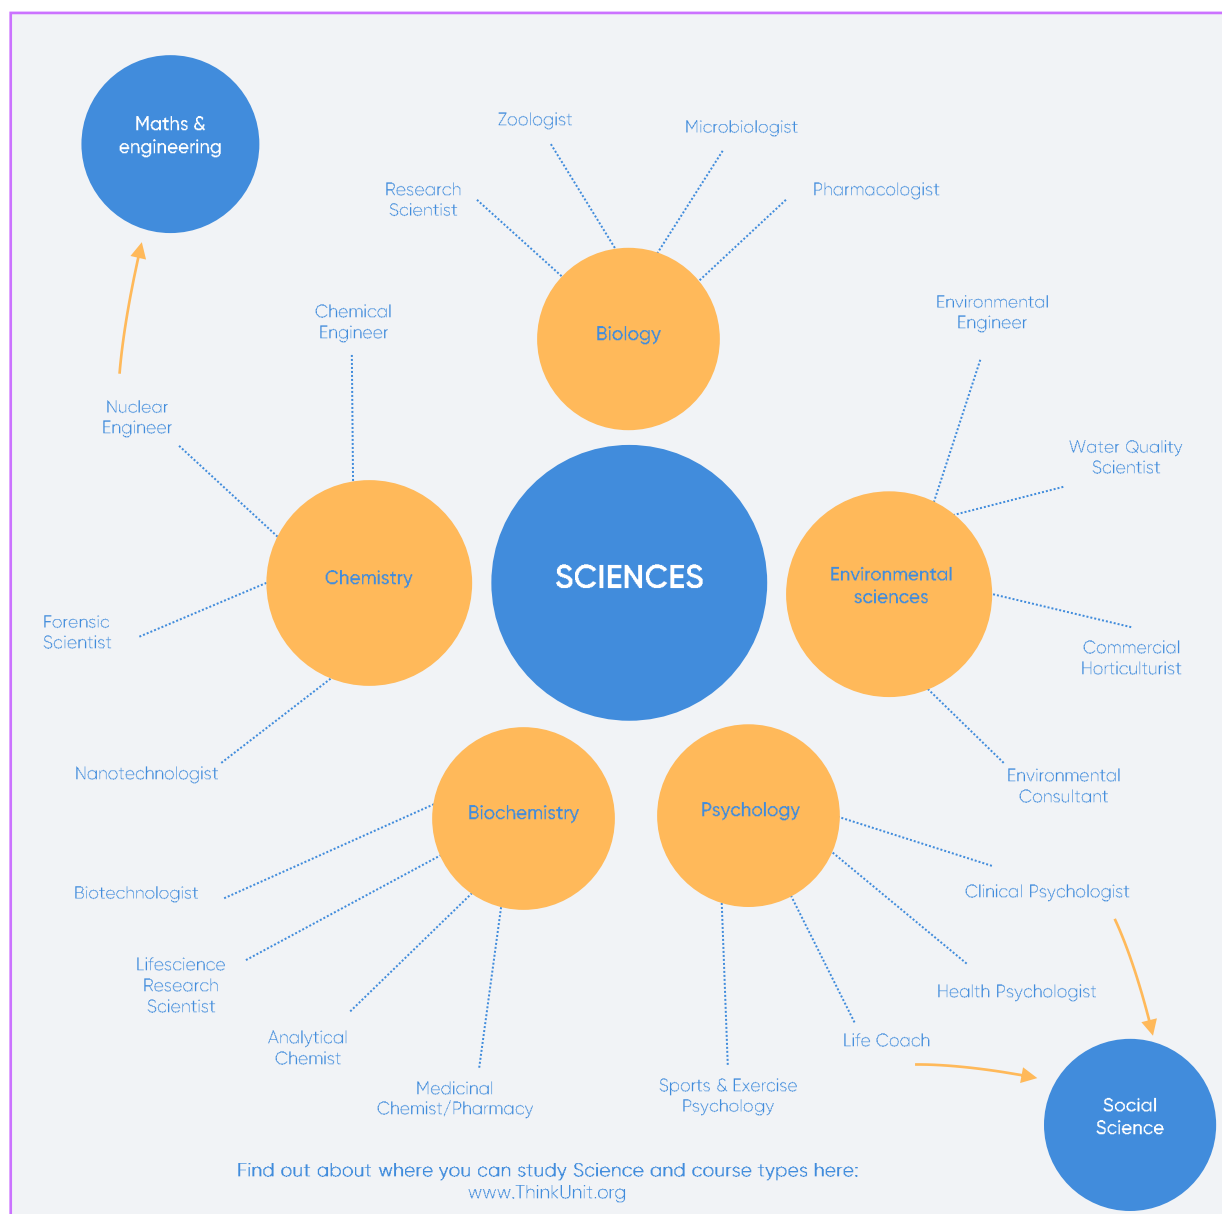 Maths &
engineering
Zoologist
Microbiologist
Research
Scientist
Pharmacologist
Biology
Chemical
Engineer
Environmental
Engineer
Nuclear
Engineer
Water Quality
Scientist
Chemistry
SCIENCES
Environmental
sciences
Forensic
Scientist
Commercial
Horticulturist
Nanotechnologist
Environmental
Consultant
Biochemistry
Psychology
Biotechnologist
Clinical Psychologist
Lifescience
Research
Scientist
Health Psychologist
Analytical
Chemist
Life Coach
Medicinal
Chemist/Pharmacy
Sports & Exercise
Psychology
Social
Science
Find out about where you can study Science and course types here:
www.ThinkUnit.org